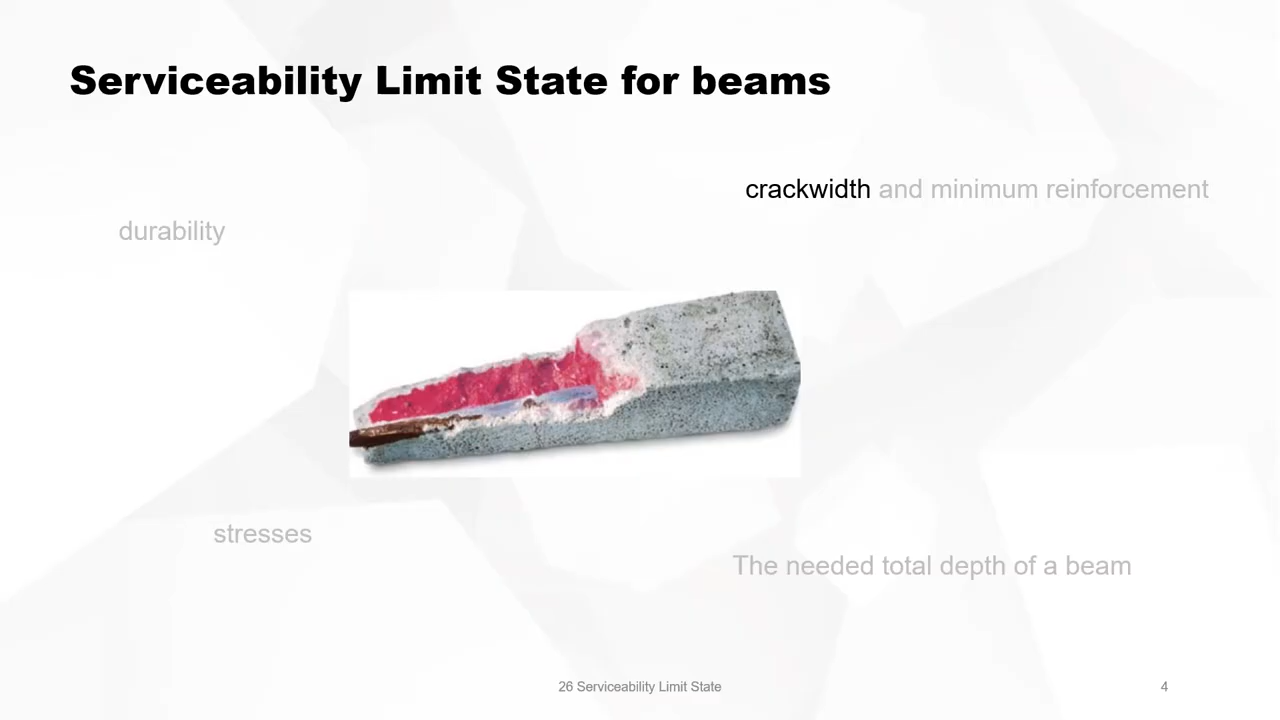 Serviceability Limit State for beams
crackwidth and minimum reinforcement
durability
stresses
The needed total depth of a beam
26 Serviceability Limit State
4